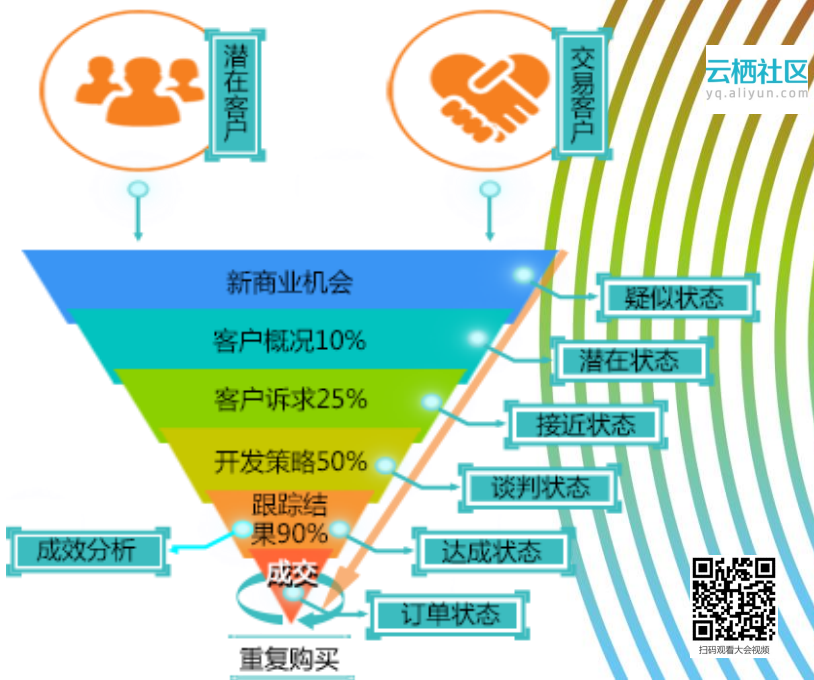 潜在客户
交易客户
云栖社区
yq.aliyun.com
新商业机会
疑似状态
客户概况10%
潜在状态
客户诉求25%
接近状态
开发策略50%
谈判状态
跟踪结
果90%
成效分析
达成状态
成交
订单状态
重复购买
扫码观看大会视频